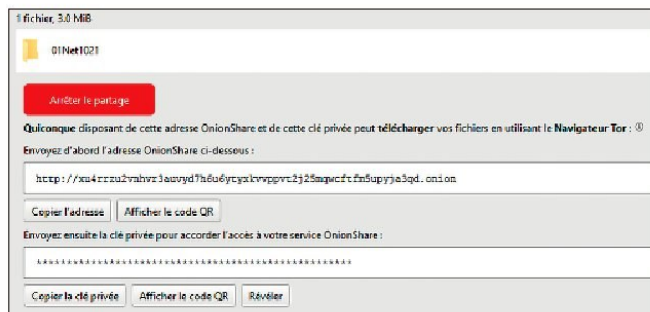 1 fichier, 3.0 MiB
01Net1021
Arrêter le partage
Quiconque disposant de cette adresse OnionShare et de cette clé privée peut télécharger vos fichiers en utilisant le Navigateur Tor :
Envoyez d'abord l'adresse OnionShare ci-dessous :
Copier l'adresse Afficher le code QR
Envoyez ensuite la clé privée pour accorder l'accès à votre service OnionShare :
****************************************************
Copier la clé privée Afficher le code QR Révéler